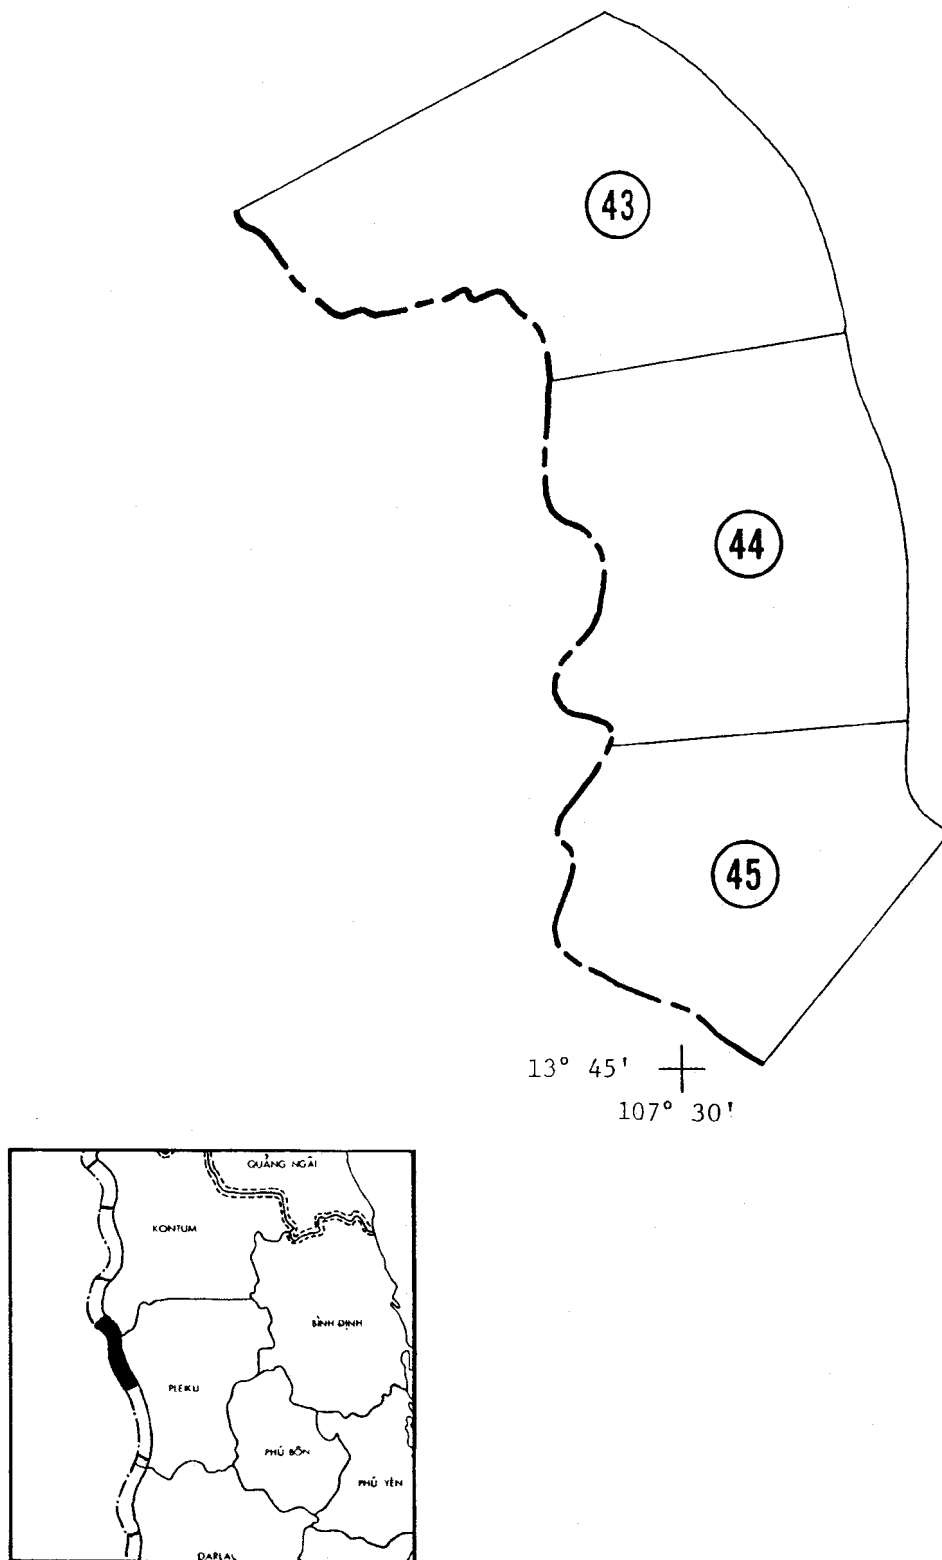 43
44
45
13° 45'
107° 30'
QUẢNG NGÃI
KONTUM
BÌNH ĐỊNH
PLEIKU
PHÚ BỔN
PHÚ YÊN
DARLAC